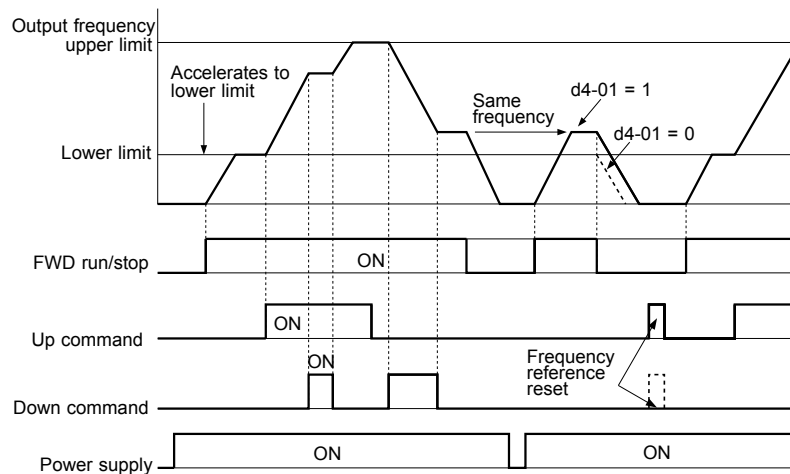 Output frequency
upper limit
Accelerates to
lower limit
Same
frequency
d4-01 = 1
d4-01 = 0
Lower limit
FWD run/stop
ON
Up command
ON
ON
Frequency
reference
reset
Down command
Power supply
ON
ON